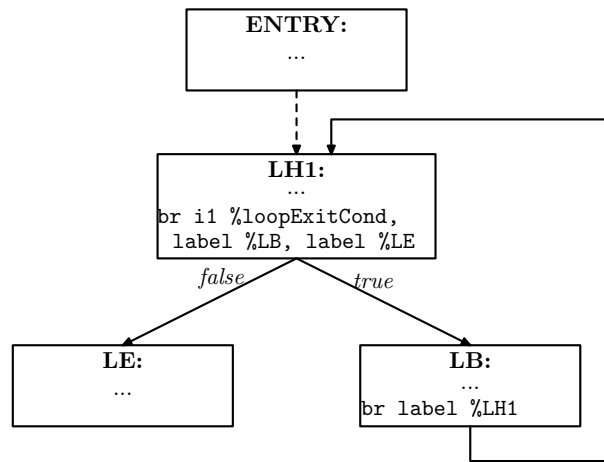 ENTRY:
...
LH1:
...
br i1 %loopExitCond,
label %LB, label %LE
false
true
LE:
...
LB:
...
br label %LH1